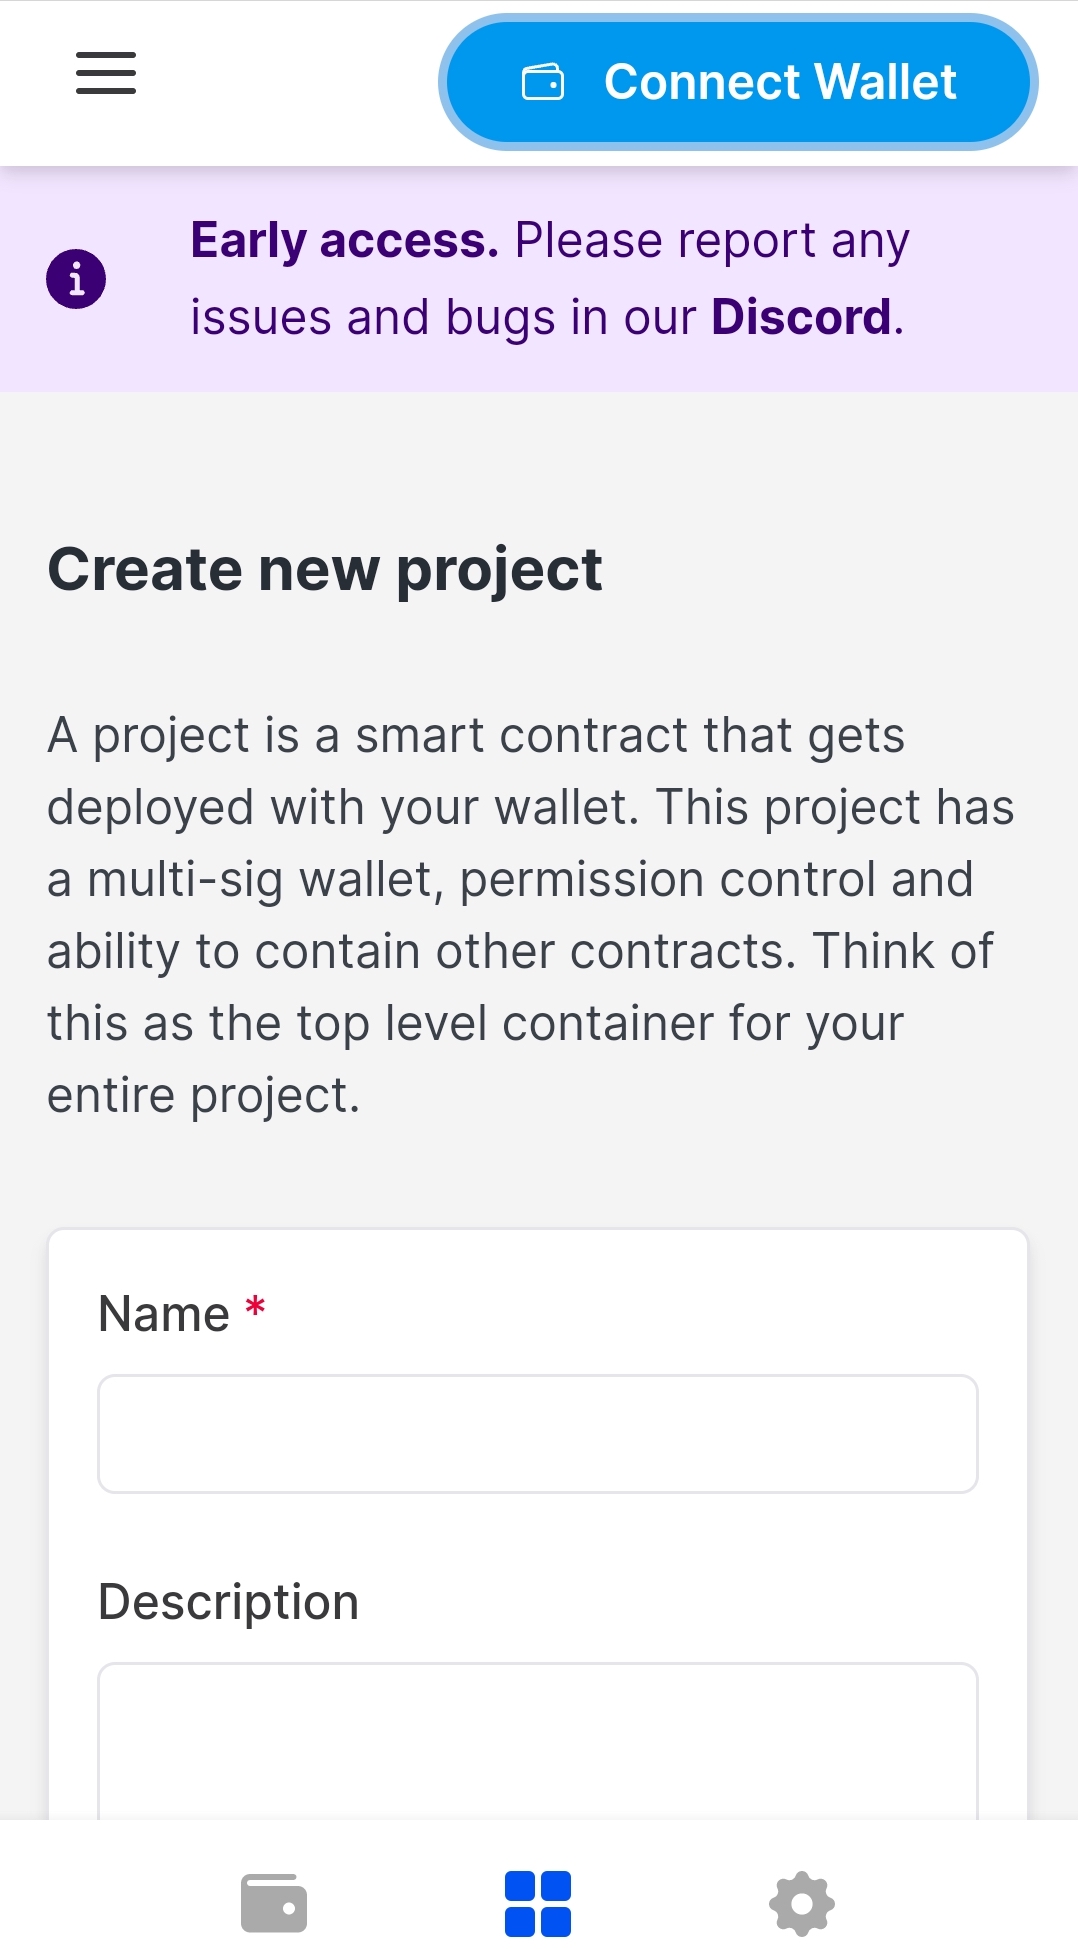 Connect Wallet
Early access. Please report any
issues and bugs in our Discord.
Create new project
A project is a smart contract that gets
deployed with your wallet. This project has
a multi-sig wallet, permission control and
ability to contain other contracts. Think of
this as the top level container for your
entire project.
Name *
Description